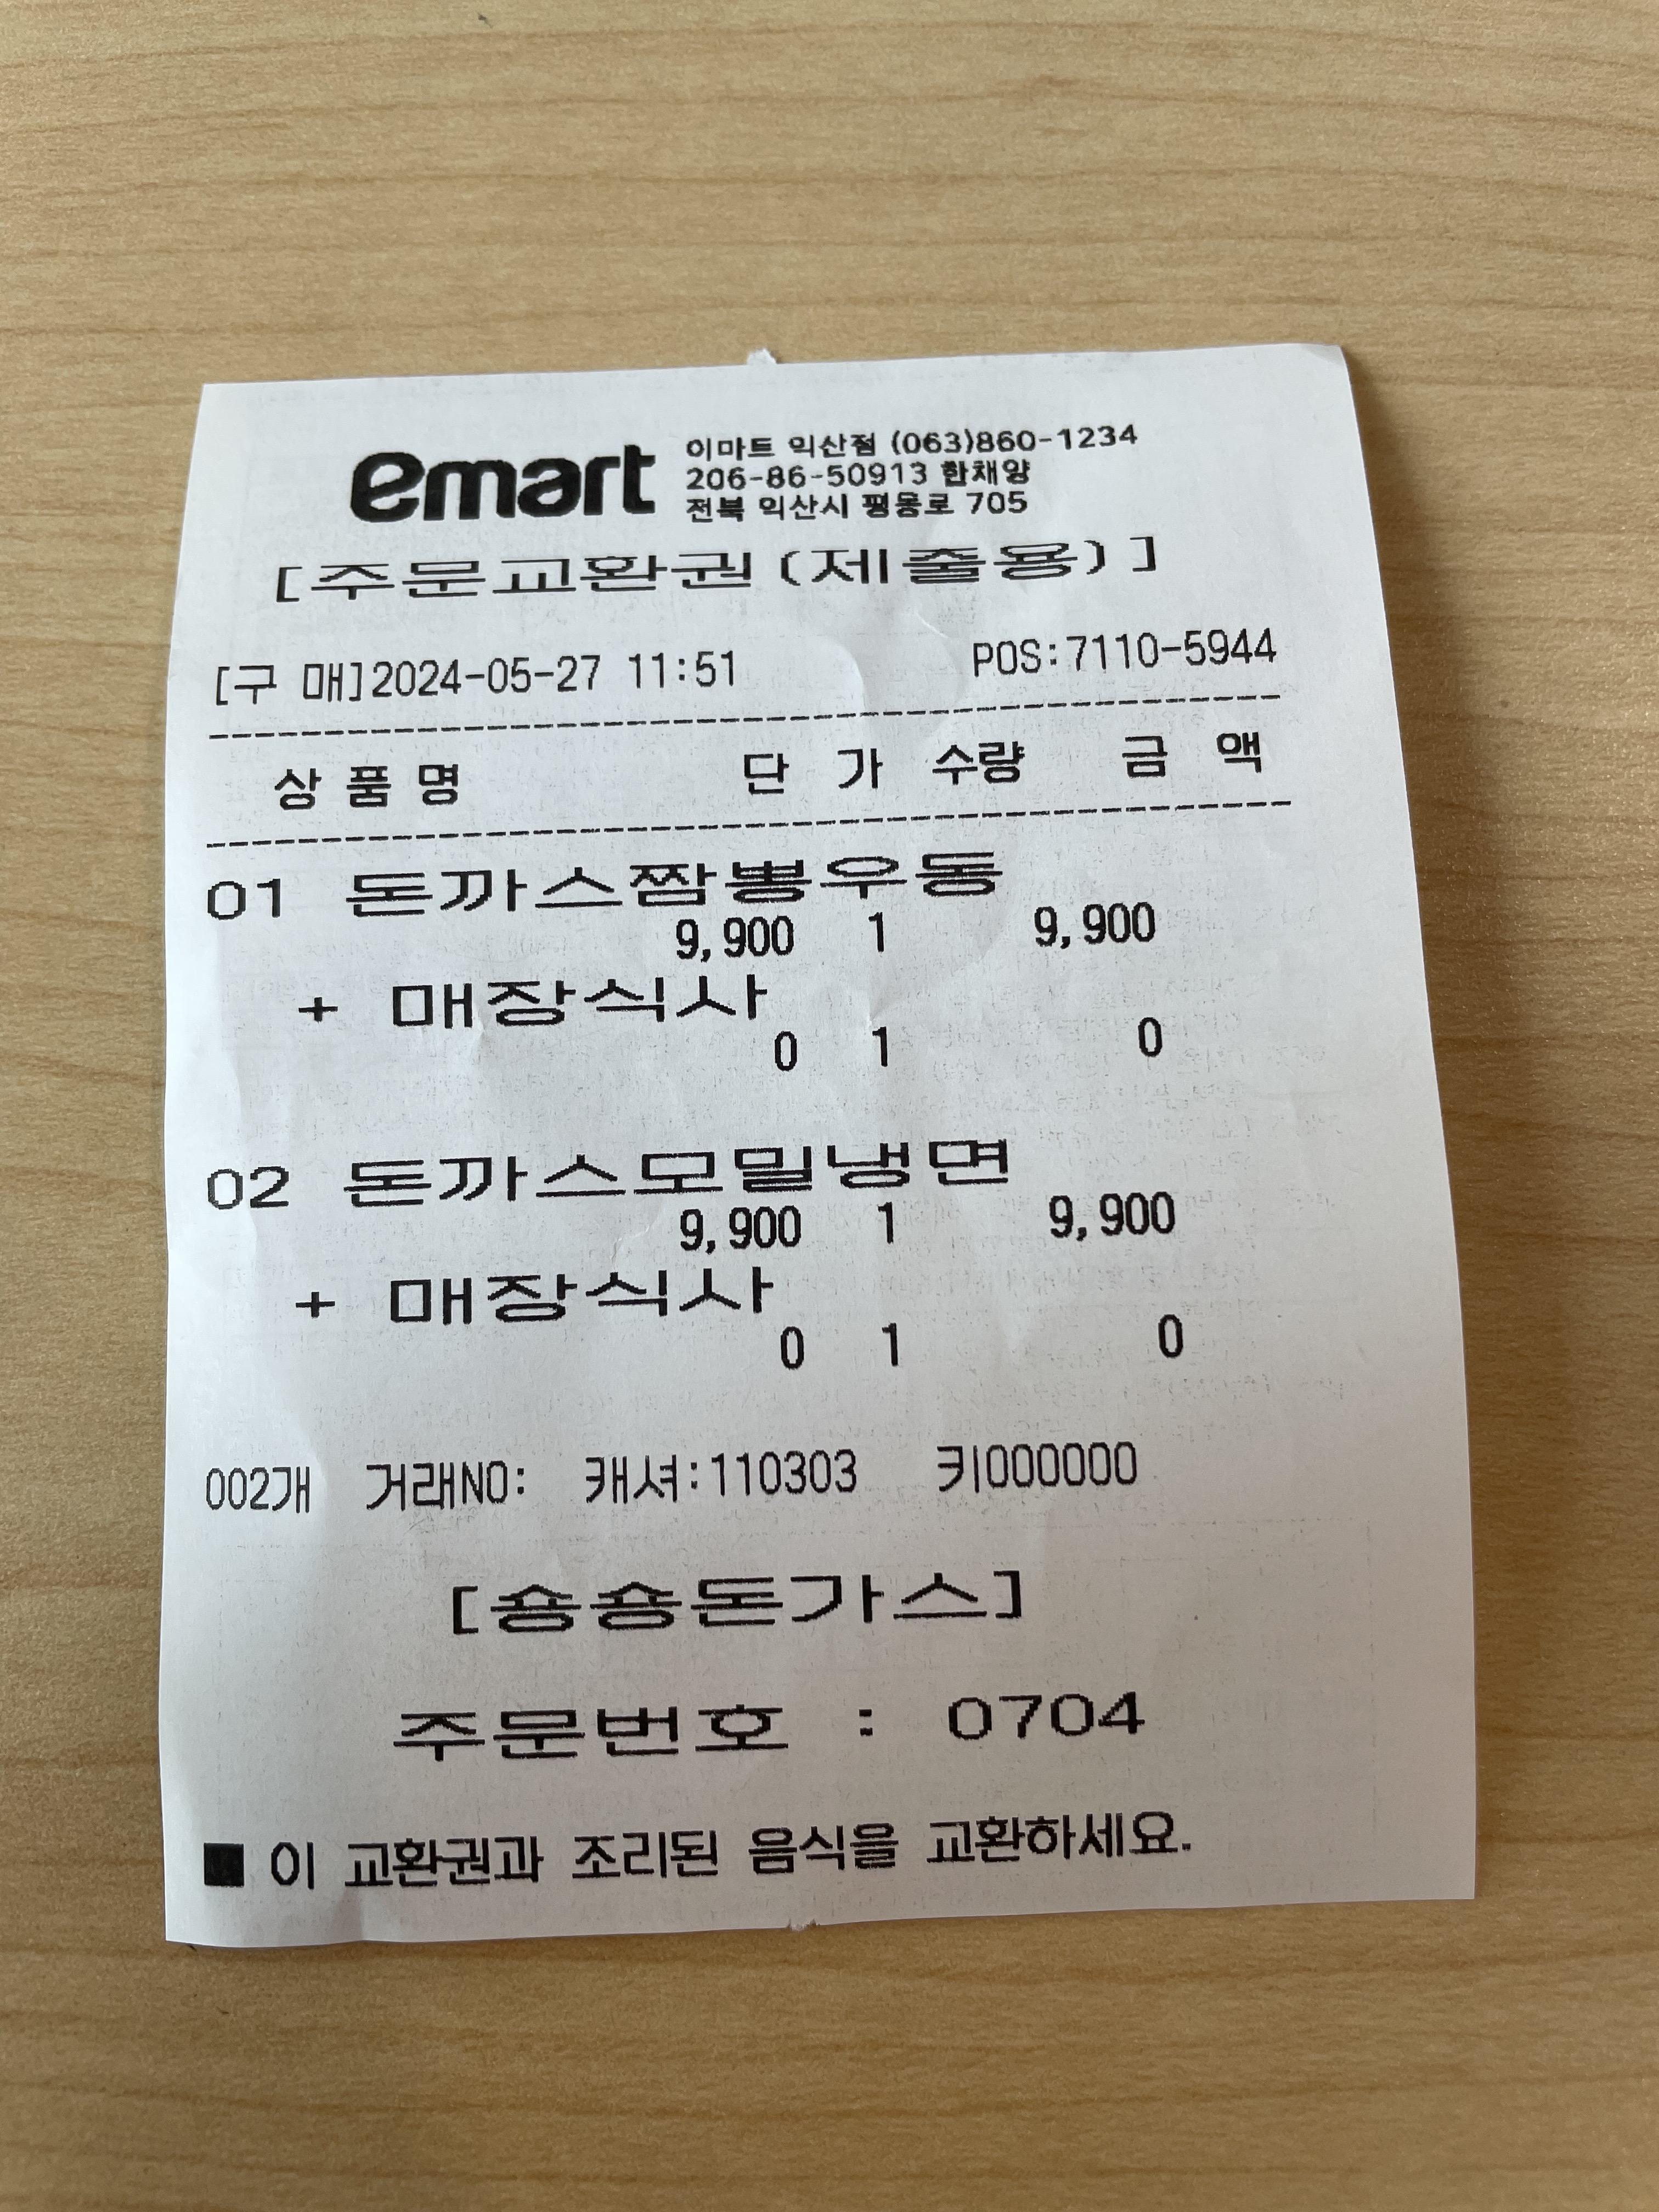 emart
이마트 익산점 (063)860-1234
206-86-50913 한채양
전북 익산시 평동로 705
[주문교환권(제출용)]
[구 매]2024-05-27 11:51 POS:7110-5944
상 품 명 단 가 수량 금 액
01 돈까스짬뽕우동
9,900 1 9,900
+ 매장식사
0 1 0
02 돈까스모밀냉면
9,900 1 9,900
+ 매장식사
0 1 0
002개 거래NO: 캐셔:110303 키000000
[숑숑돈가스]
주문번호 : 0704
■ 이 교환권과 조리된 음식을 교환하세요.